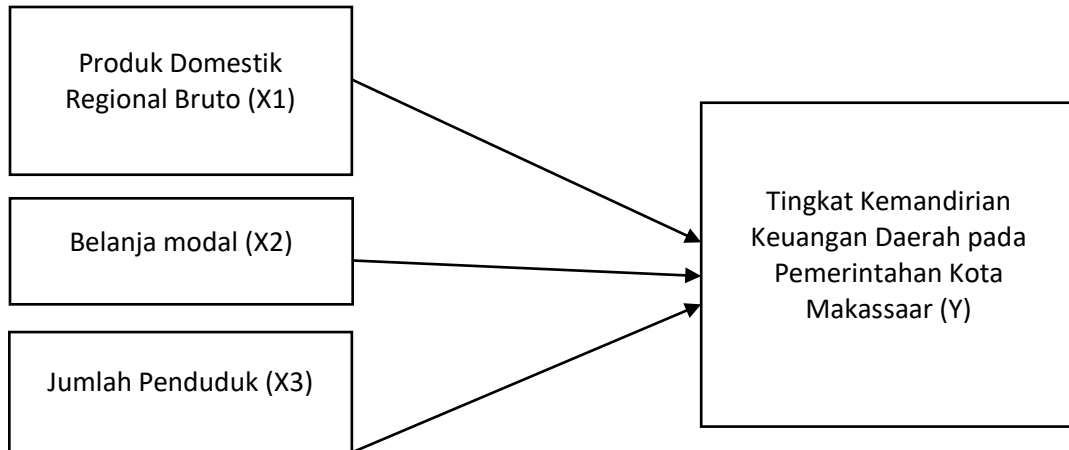 Produk Domestik
Regional Bruto (X1)
Belanja modal (X2)
Jumlah Penduduk (X3)
Tingkat Kemandirian
Keuangan Daerah pada
Pemerintahan Kota
Makassaar (Y)